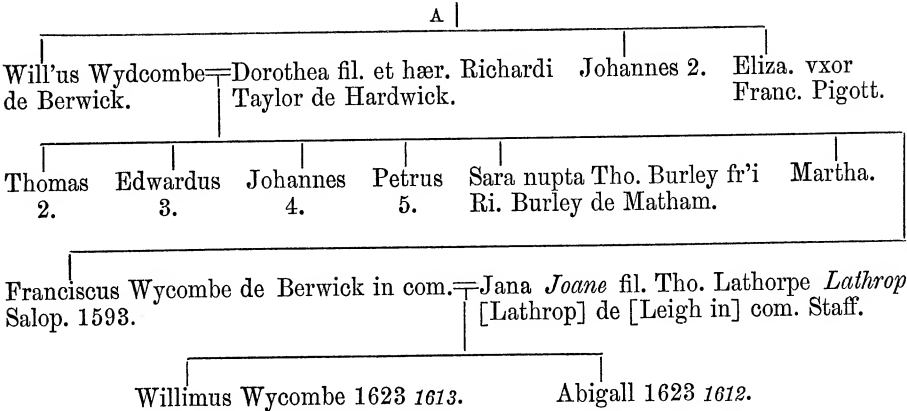 A
Will'us Wydcombe=Dorothea fil. et hær. Richardi Johannes 2. Eliza. vxor
de Berwick. Taylor de Hardwick. Franc. Pigott.
Thomas Edwardus Johannes Petrus Sara nupta Tho. Burley fr'i Martha.
2. 3. 4. 5. Ri. Burley de Matham.
Franciscus Wycombe de Berwick in com.=Jana Joane fil. Tho. Lathorpe Lathrop
Salop. 1593. [Lathrop] de [Leigh in] com. Staff.
Willimus Wycombe 1623 1613. Abigall 1623 1612.